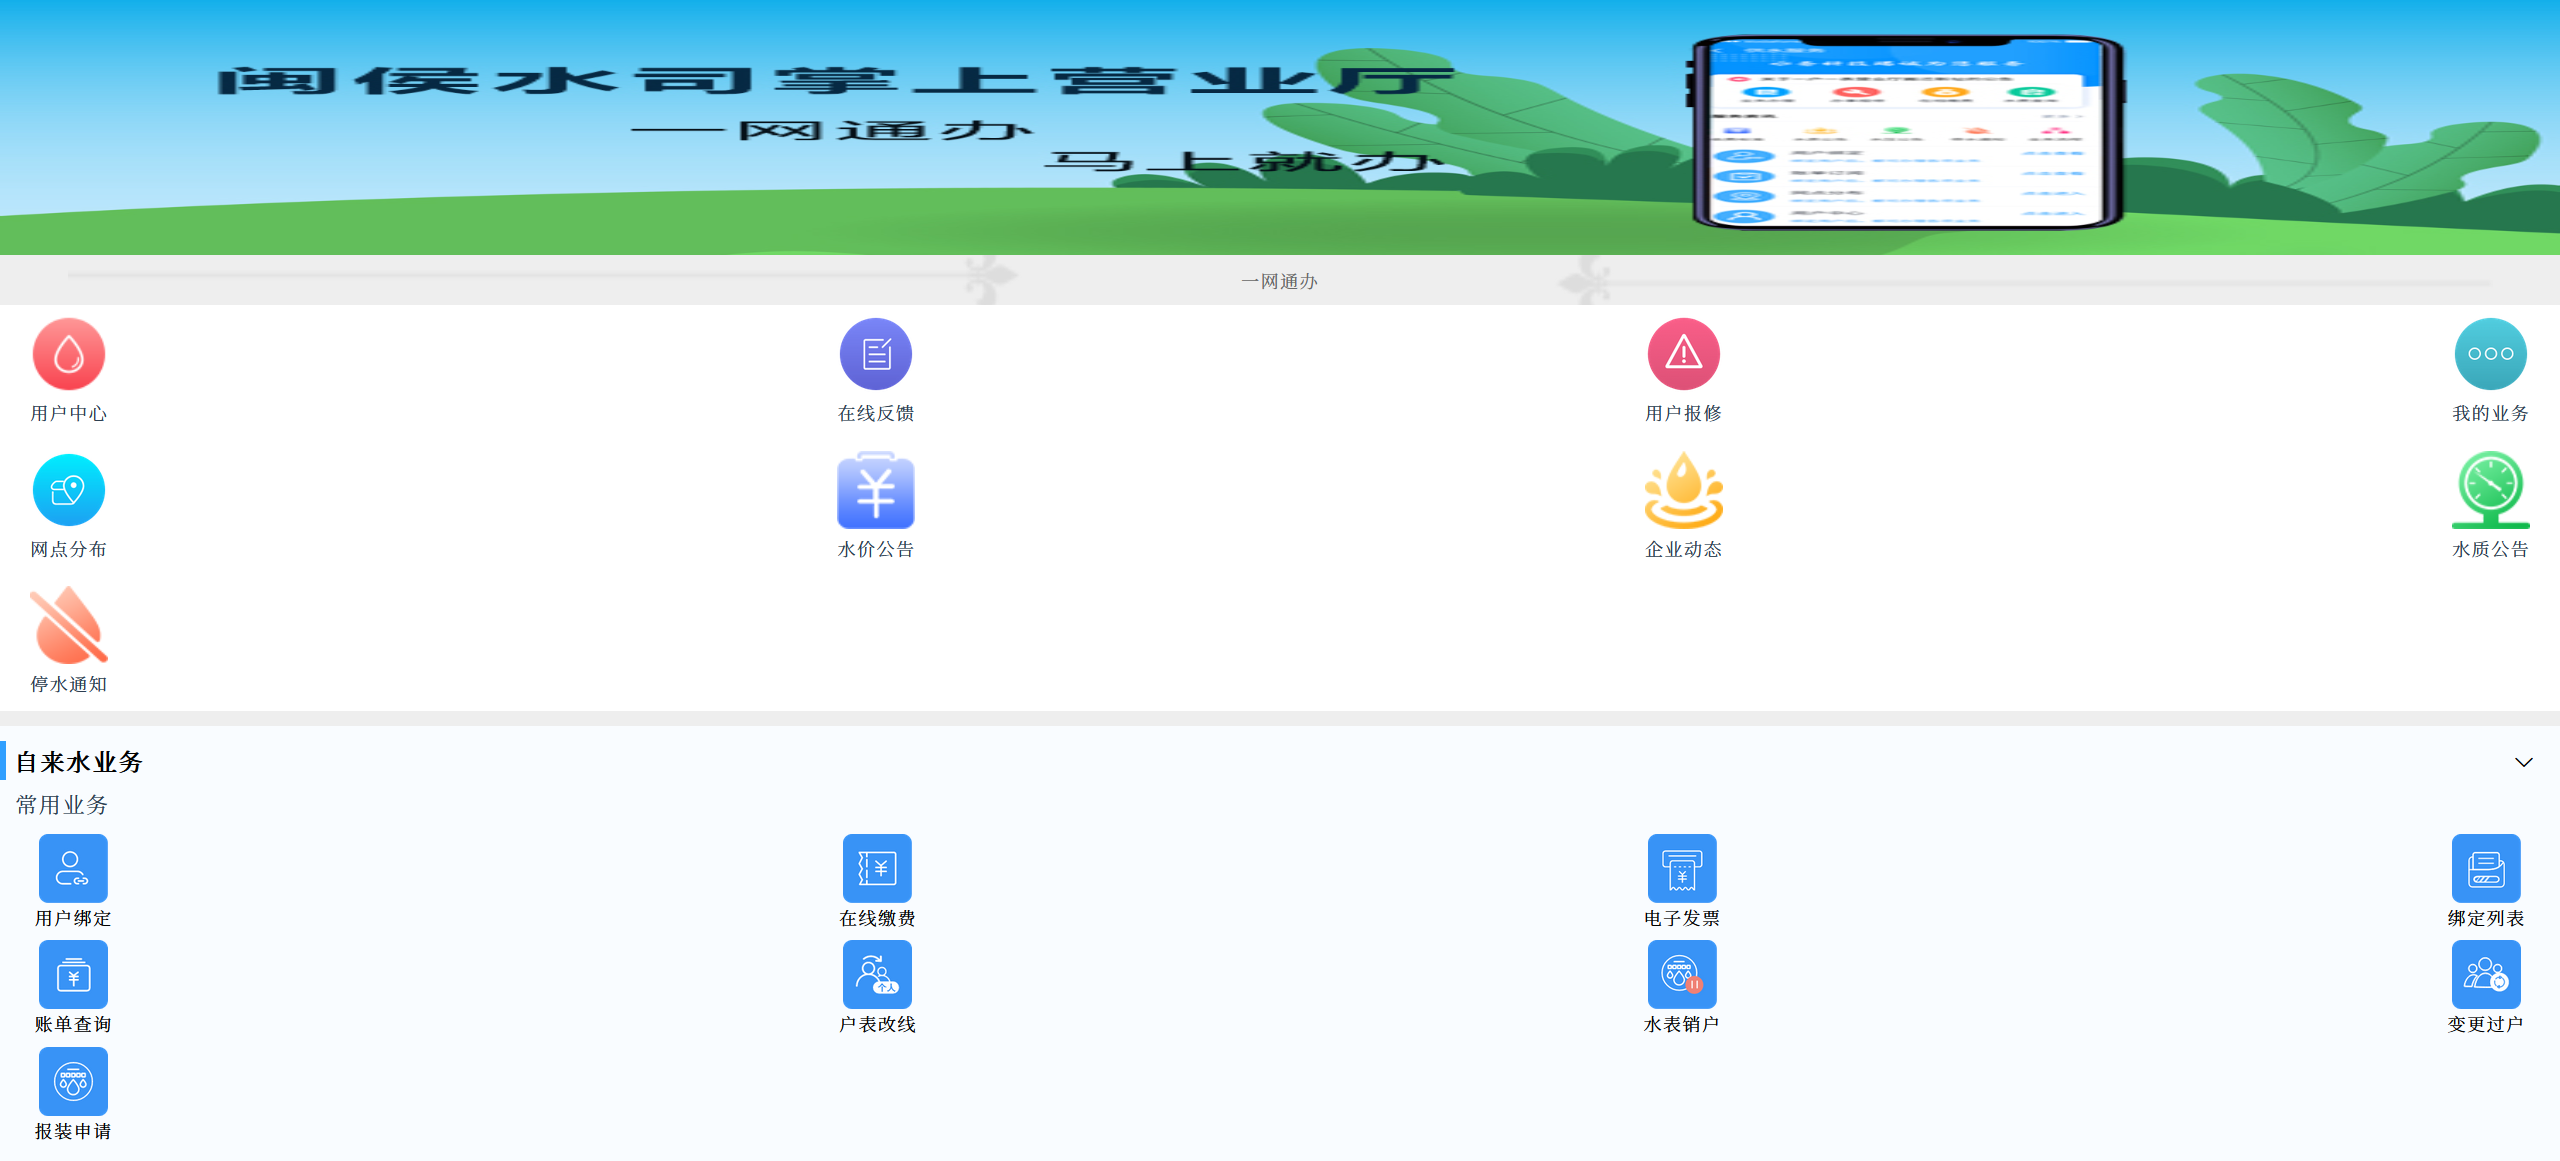 闽侯水司掌上营业厅
一网通办
马上就办
一网通办
用户中心 在线反馈 用户报修 我的业务
网点分布 水价公告 企业动态 水质公告
停水通知
自来水业务
常用业务
用户绑定 在线缴费 电子发票 绑定列表
个人
账单查询 户表改线 水表销户 变更过户
报装申请